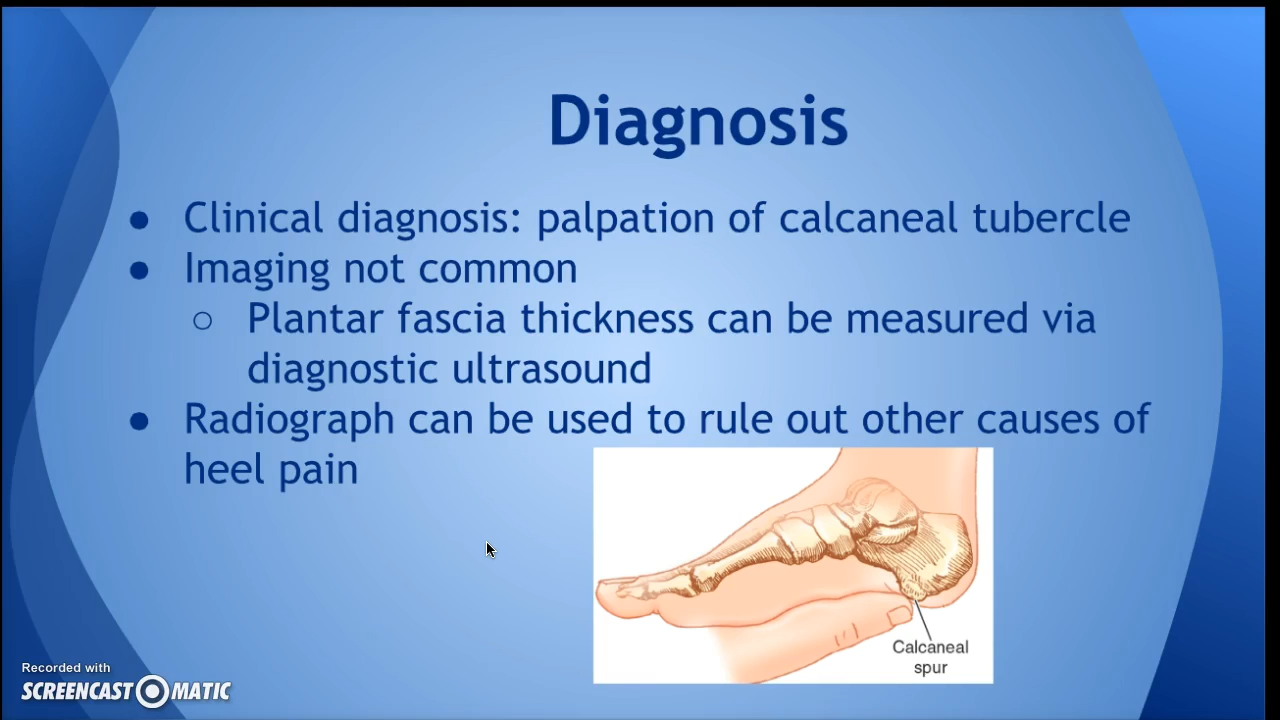 Diagnosis
● Clinical diagnosis: palpation of calcaneal tubercle
● Imaging not common
○ Plantar fascia thickness can be measured via
diagnostic ultrasound
● Radiograph can be used to rule out other causes of
heel pain
Calcaneal
spur
Recorded with
SCREENCAST-O-MATIC